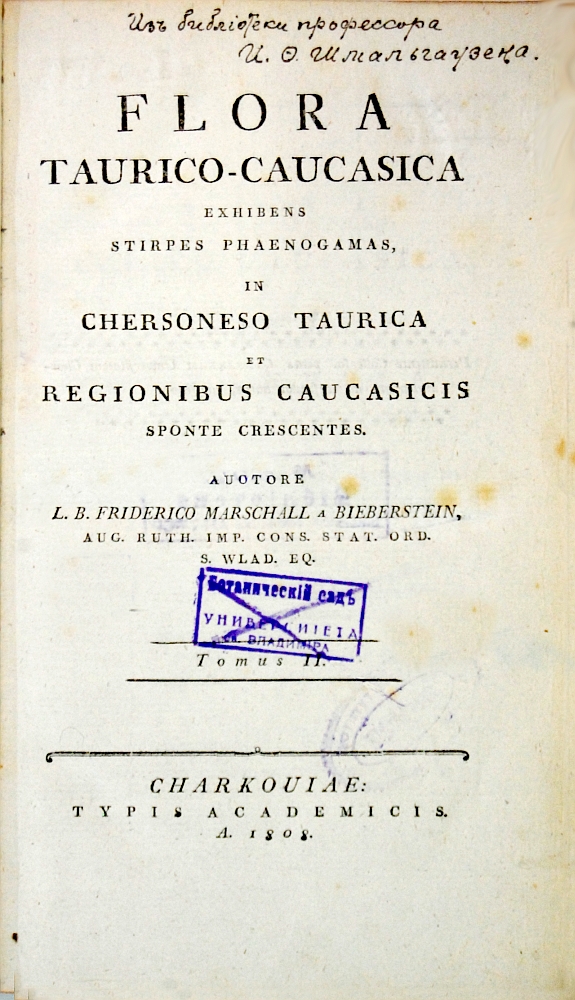 Изъ библіотеки профессора
И. Ѳ. Шмальгаузена.
FLORA
TAURICO-CAUCASICA
EXHIBENS
STIRPES PHAENOGAMAS,
IN
CHERSONESO TAURICA
ET
REGIONIBUS CAUCASICIS
SPONTE CRESCENTES.
AUOTORE
L. B. FRIDERICO MARSCHALL A BIEBERSTEIN,
AUG. RUTH. IMP. CONS. STAT. ORD.
S. WLAD. EQ.
Ботаническій садъ
УНИВЕРСИТЕТА
св. ВЛАДИМІРА
Tomus II.
CHARKOUIAE:
TYPIS ACADEMICIS.
A. 1808.